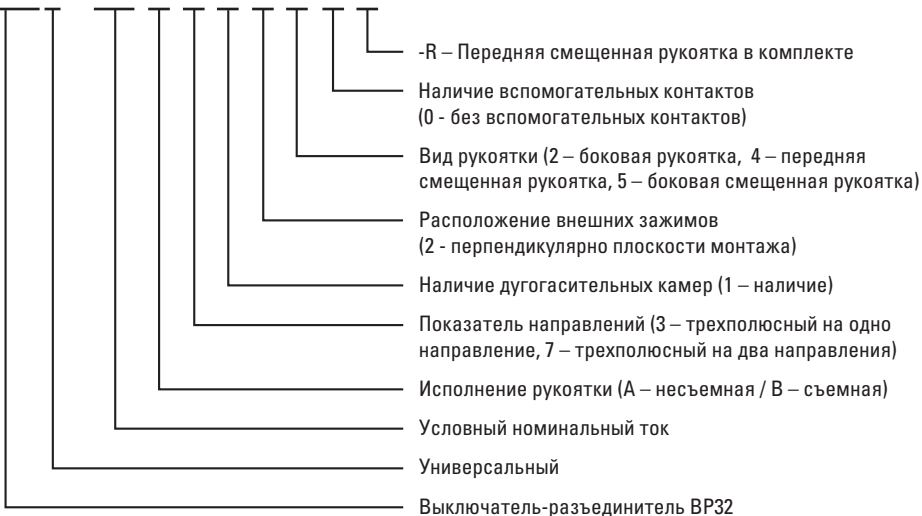 -R – Передняя смещенная рукоятка в комплекте
Наличие вспомогательных контактов
(0 - без вспомогательных контактов)
Вид рукоятки (2 – боковая рукоятка, 4 – передняя
смещенная рукоятка, 5 – боковая смещенная рукоятка)
Расположение внешних зажимов
(2 - перпендикулярно плоскости монтажа)
Наличие дугогасительных камер (1 – наличие)
Показатель направлений (3 – трехполюсный на одно
направление, 7 – трехполюсный на два направления)
Исполнение рукоятки (А – несъемная / В – съемная)
Условный номинальный ток
Универсальный
Выключатель-разъединитель ВР32